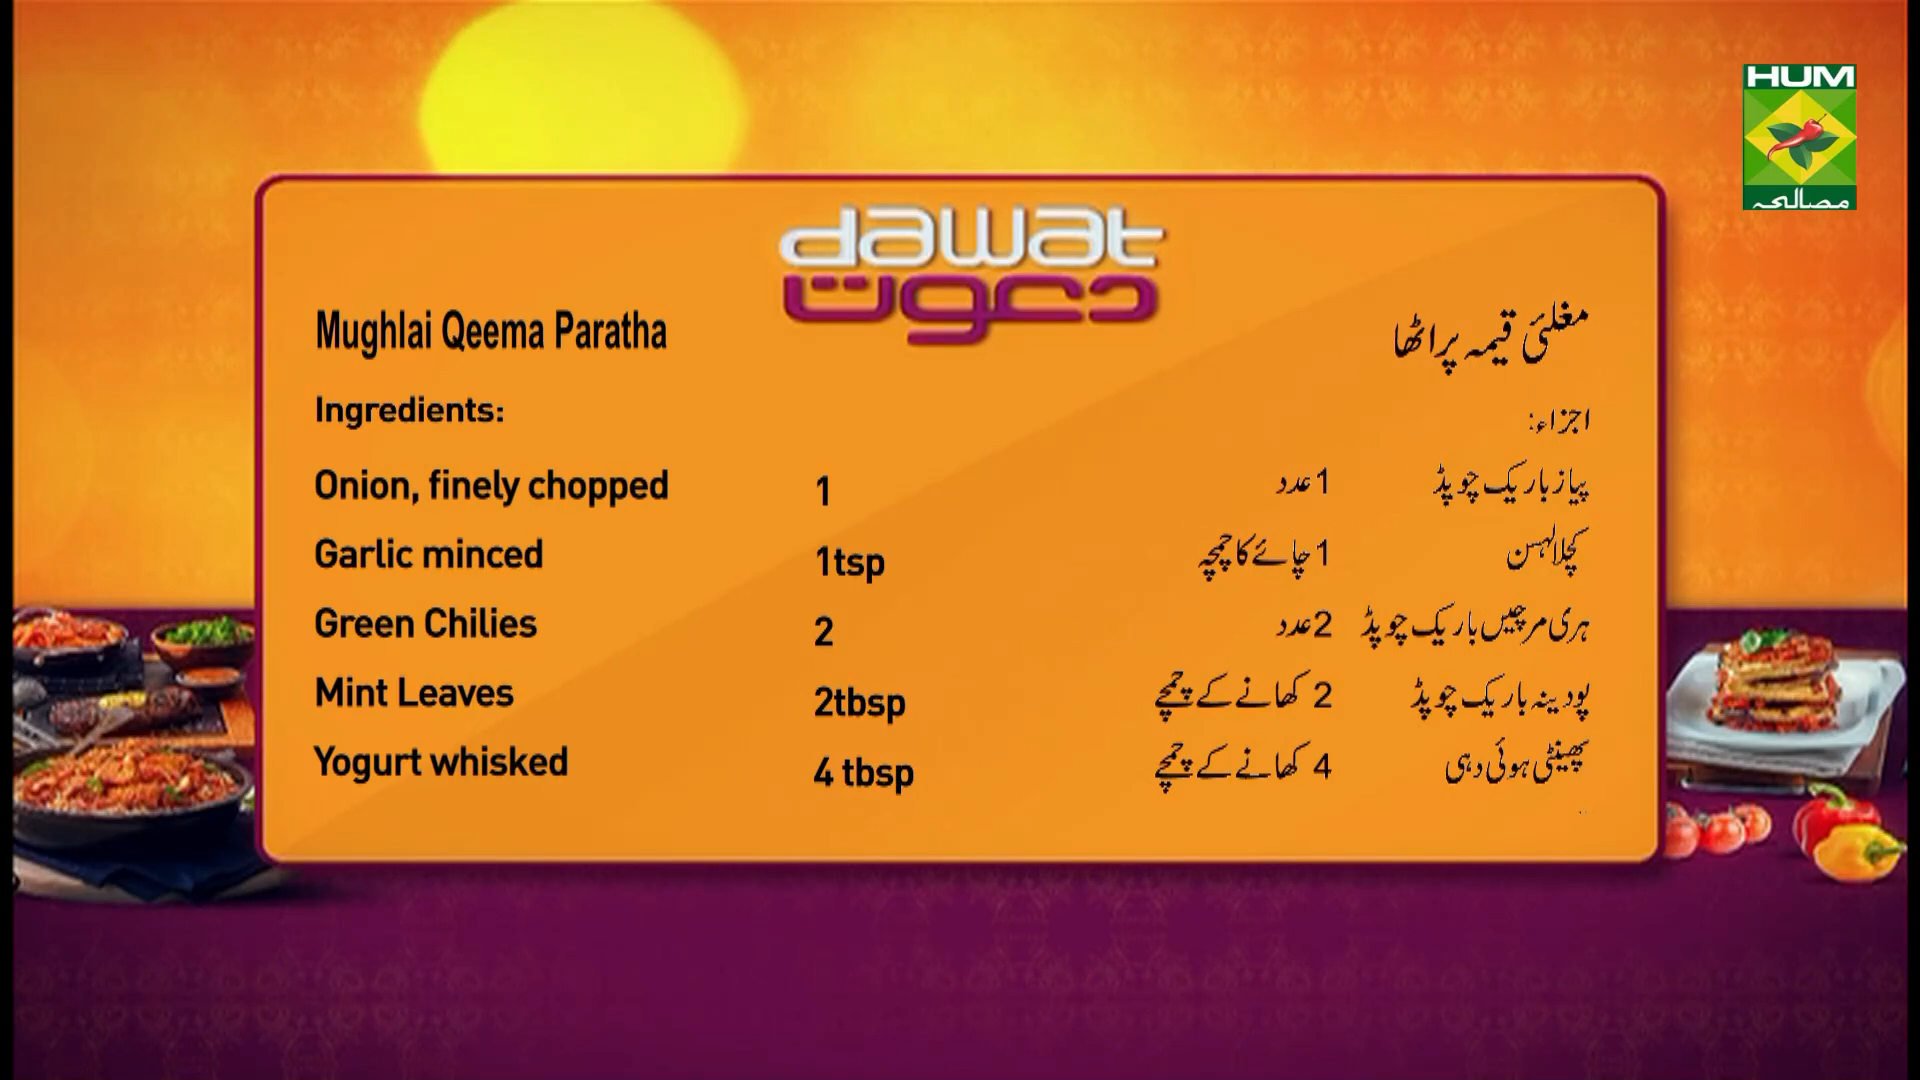 HUM
مصالحہ
dawat
دعوت
Mughlai Qeema Paratha
مغلئی قیمہ پراٹھا
Ingredients:
اجزاء:
Onion, finely chopped 1
پیاز باریک چوپڈ 1 عدد
Garlic minced 1tsp
کچلا لہسن 1 چائے کا چمچہ
Green Chilies 2
ہری مرچیں باریک چوپڈ 2 عدد
Mint Leaves 2tbsp
پودینہ باریک چوپڈ 2 کھانے کے چمچے
Yogurt whisked 4 tbsp
پھینٹی ہوئی دہی 4 کھانے کے چمچے